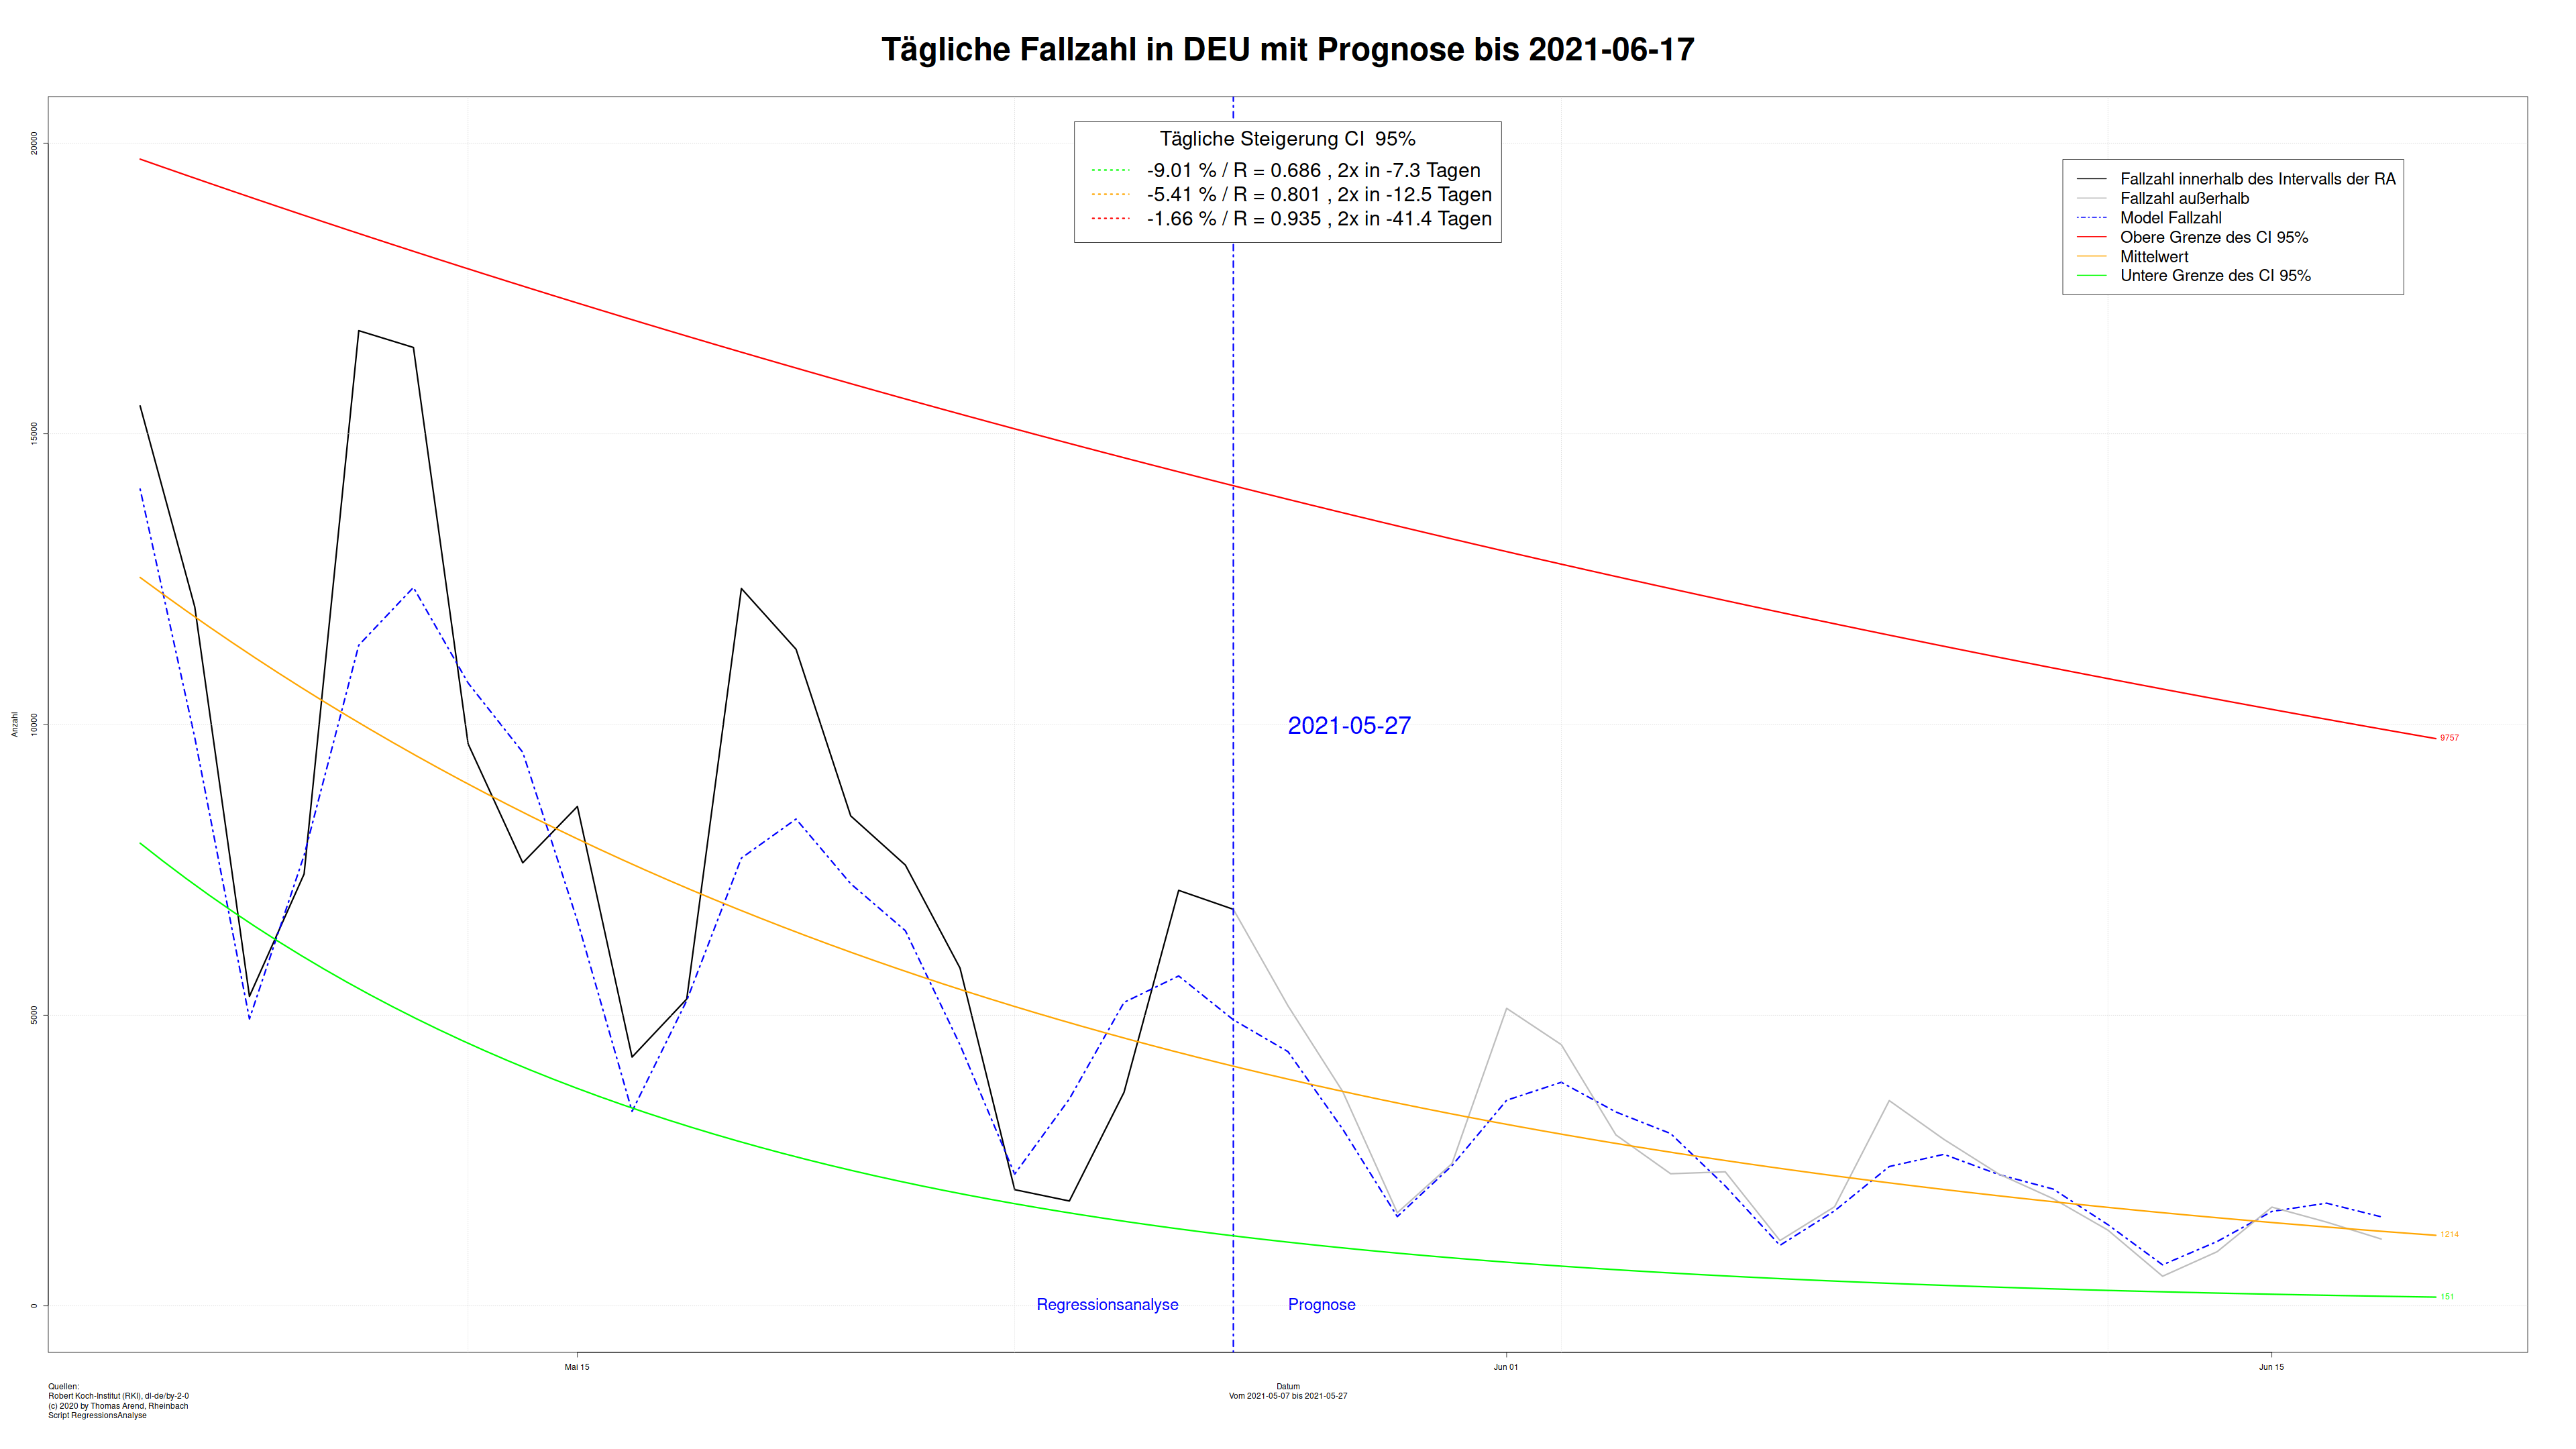 Tägliche Fallzahl in DEU mit Prognose bis 2021-06-17
Tägliche Steigerung CI 95%
-9.01 % / R = 0.686 , 2x in -7.3 Tagen
-5.41 % / R = 0.801 , 2x in -12.5 Tagen
-1.66 % / R = 0.935 , 2x in -41.4 Tagen
Fallzahl innerhalb des Intervalls der RA
Fallzahl außerhalb
Model Fallzahl
Obere Grenze des CI 95%
Mittelwert
Untere Grenze des CI 95%
20000
15000
10000
5000
0
Anzahl
2021-05-27
9757
1214
151
Regressionsanalyse
Prognose
Mai 15
Jun 01
Jun 15
Datum
Vom 2021-05-07 bis 2021-05-27
Quellen:
Robert Koch-Institut (RKI), dl-de/by-2-0
(c) 2020 by Thomas Arend, Rheinbach
Script RegressionsAnalyse